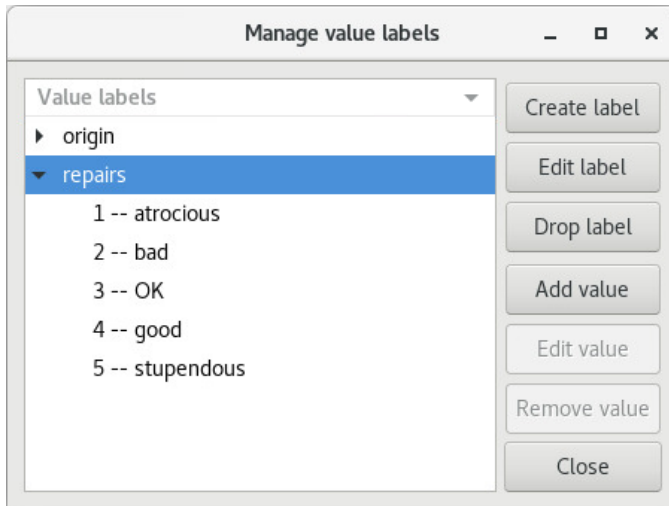 Manage value labels
Value labels
origin
repairs
1 -- atrocious
2 -- bad
3 -- OK
4 -- good
5 -- stupendous
Create label
Edit label
Drop label
Add value
Edit value
Remove value
Close